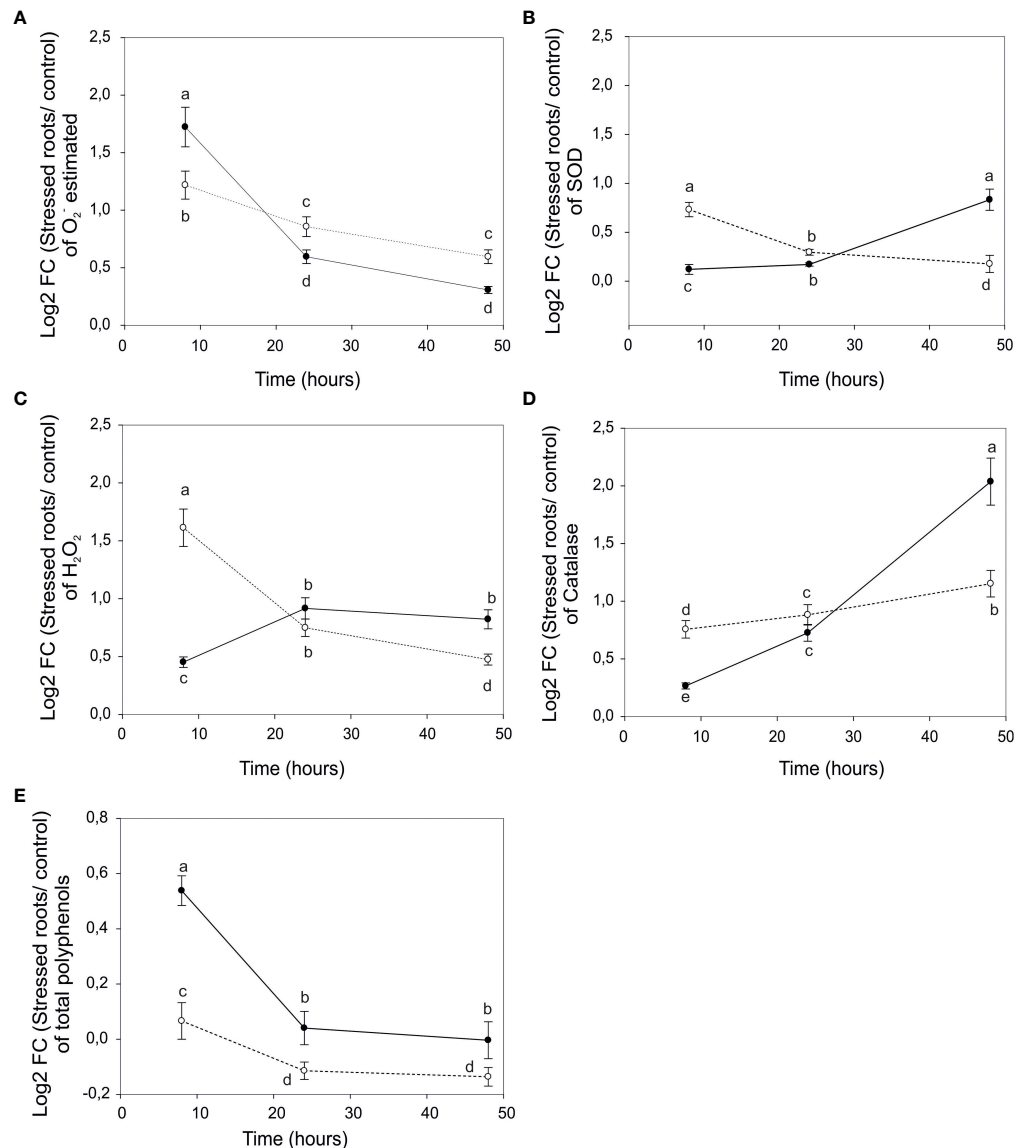 A
Log2 FC (Stressed roots/ control)
of O₂⁻ estimated
2,5
2,0
1,5
1,0
0,5
0,0
a
b
c
d
c
d
0 10 20 30 40 50
Time (hours)
B
Log2 FC (Stressed roots/ control)
of SOD
2,5
2,0
1,5
1,0
0,5
0,0
a
c
b
b
a
d
0 10 20 30 40 50
Time (hours)
C
Log2 FC (Stressed roots/ control)
of H₂O₂
2,5
2,0
1,5
1,0
0,5
0,0
a
c
b
b
b
d
0 10 20 30 40 50
Time (hours)
D
Log2 FC (Stressed roots/ control)
of Catalase
2,5
2,0
1,5
1,0
0,5
0,0
d
e
c
c
a
b
0 10 20 30 40 50
Time (hours)
E
Log2 FC (Stressed roots/ control)
of total polyphenols
0,8
0,6
0,4
0,2
0,0
-0,2
a
c
b
d
b
d
0 10 20 30 40 50
Time (hours)